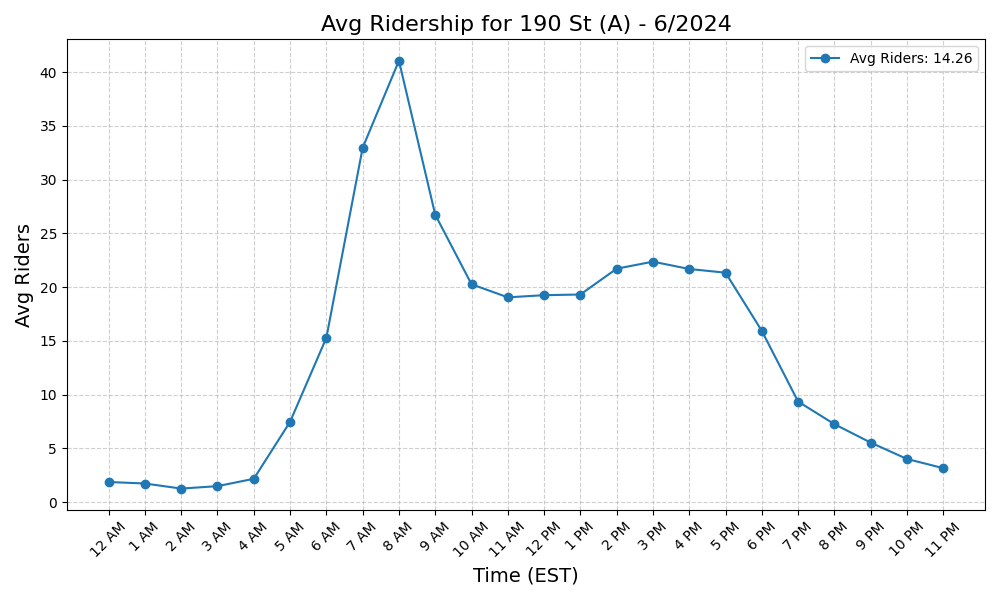 Avg Ridership for 190 St (A) - 6/2024
Avg Riders: 14.26
Avg Riders
40
35
30
25
20
15
10
5
0
12 AM
1 AM
2 AM
3 AM
4 AM
5 AM
6 AM
7 AM
8 AM
9 AM
10 AM
11 AM
12 PM
1 PM
2 PM
3 PM
4 PM
5 PM
6 PM
7 PM
8 PM
9 PM
10 PM
11 PM
Time (EST)